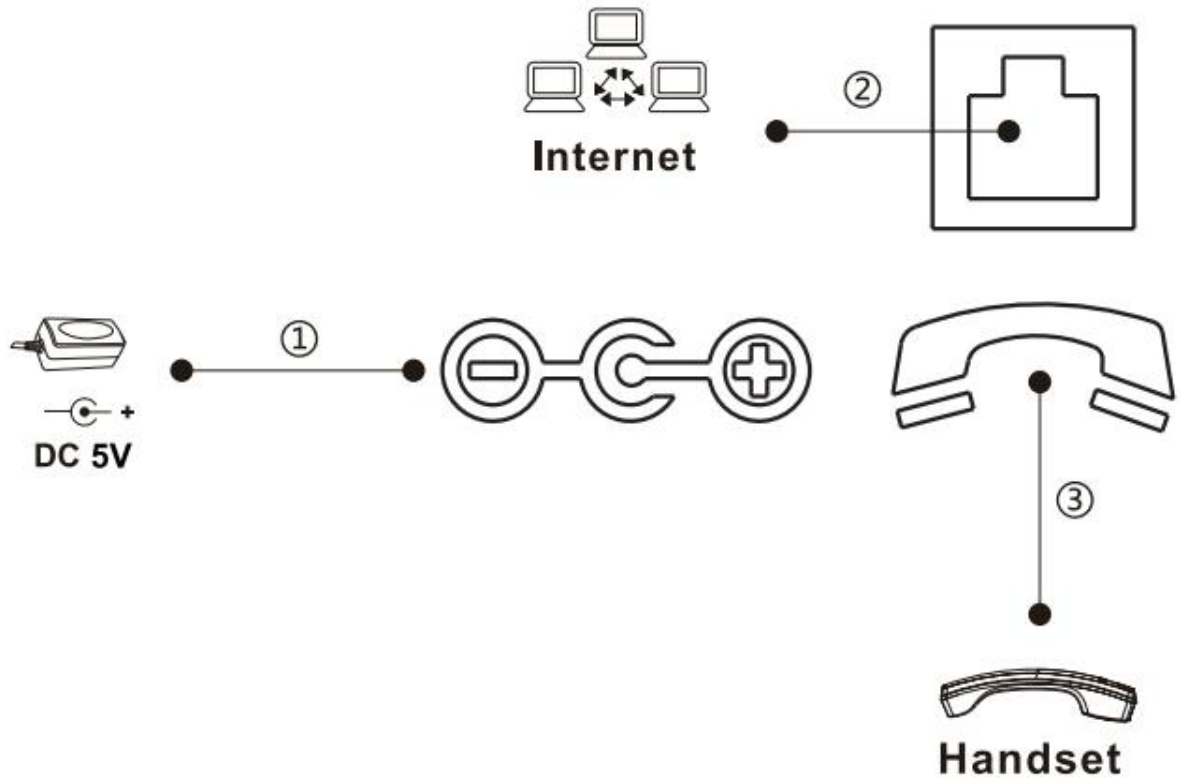 ②
Internet
①
+
DC 5V
③
Handset